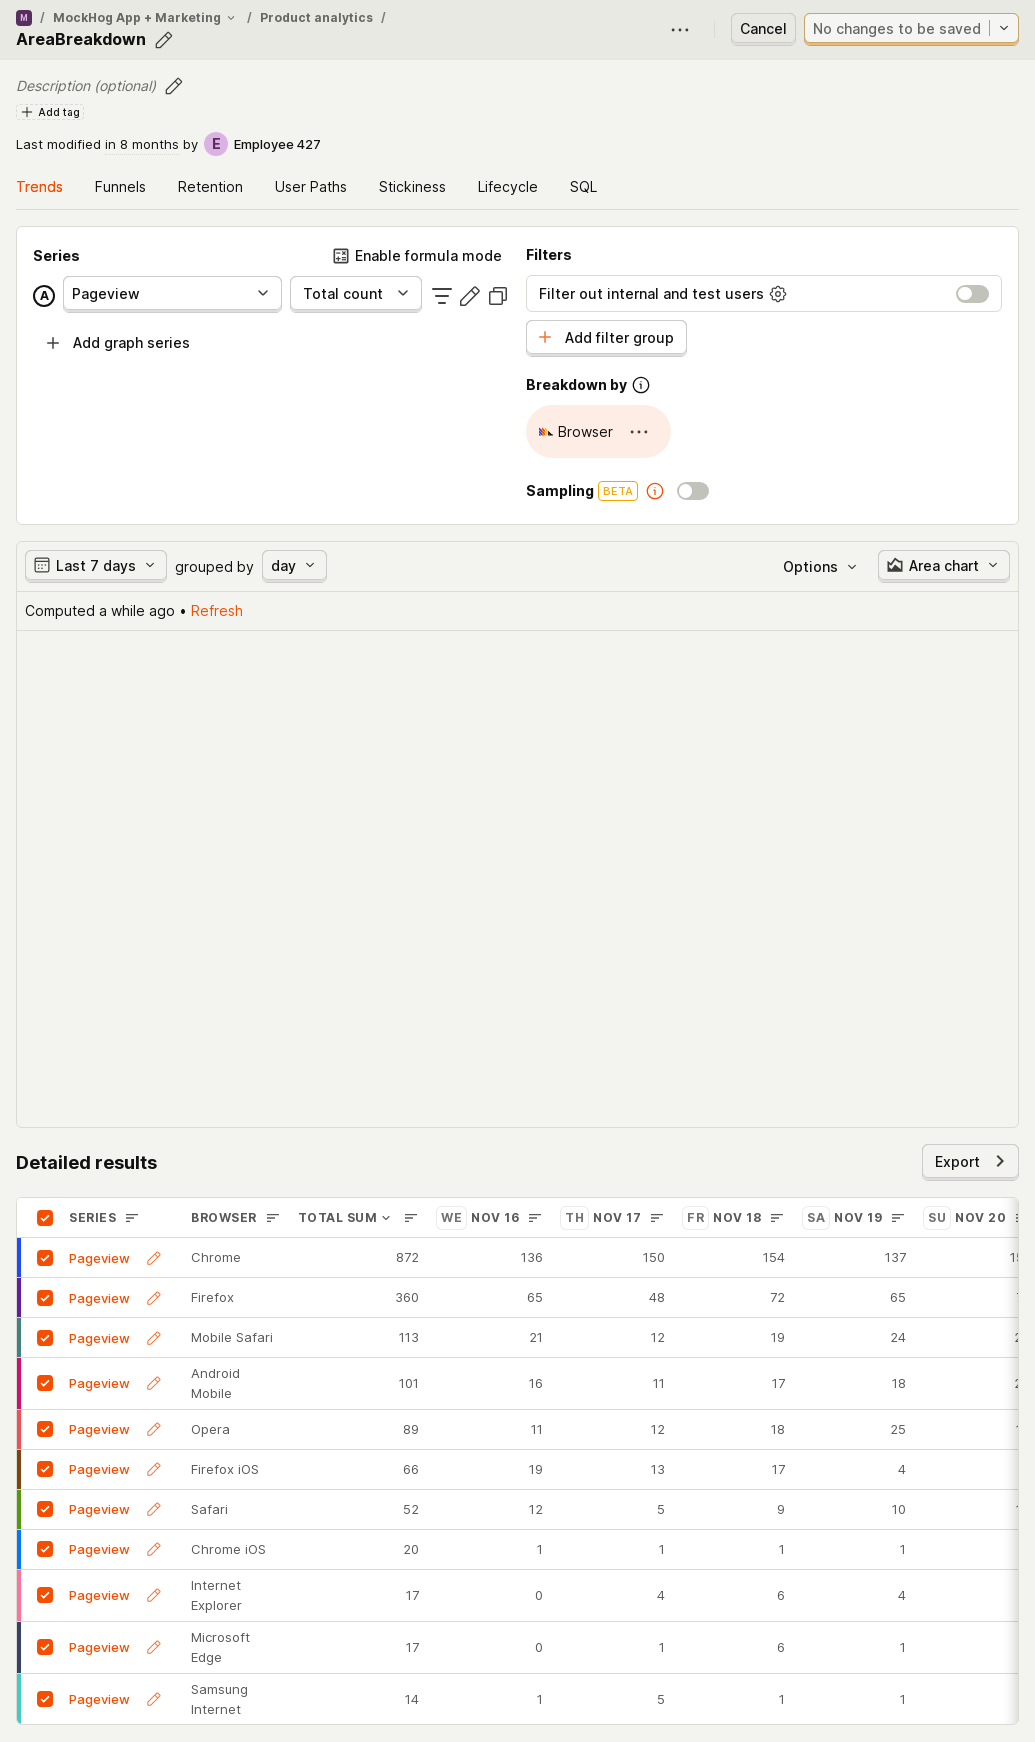 M / MockHog App + Marketing / Product analytics /
AreaBreakdown
Cancel
No changes to be saved
Description (optional)
Add tag
Last modified in 8 months by E Employee 427
Trends Funnels Retention User Paths Stickiness Lifecycle SQL
Series
Enable formula mode
A Pageview Total count
Add graph series
Filters
Filter out internal and test users
Add filter group
Breakdown by
Browser
Sampling BETA
Last 7 days grouped by day Options Area chart
Computed a while ago • Refresh
Detailed results
Export
SERIES BROWSER TOTAL SUM WE NOV 16 TH NOV 17 FR NOV 18 SA NOV 19 SU NOV 20
Pageview Chrome 872 136 150 154 137
Pageview Firefox 360 65 48 72 65
Pageview Mobile Safari 113 21 12 19 24
Pageview Android Mobile 101 16 11 17 18
Pageview Opera 89 11 12 18 25
Pageview Firefox iOS 66 19 13 17 4
Pageview Safari 52 12 5 9 10
Pageview Chrome iOS 20 1 1 1 1
Pageview Internet Explorer 17 0 4 6 4
Pageview Microsoft Edge 17 0 1 6 1
Pageview Samsung Internet 14 1 5 1 1